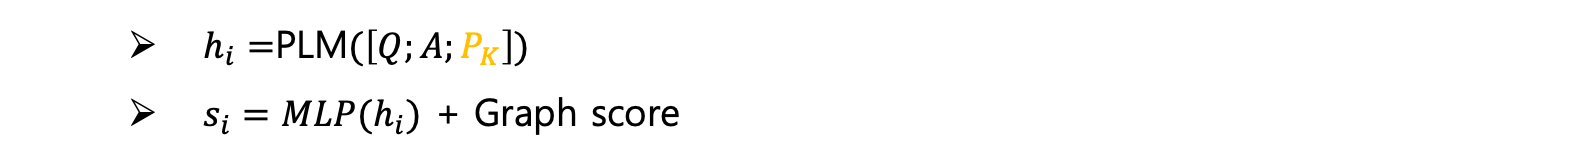 ➢ hᵢ =PLM([Q; A; P_K])
➢ sᵢ = MLP(hᵢ) + Graph score